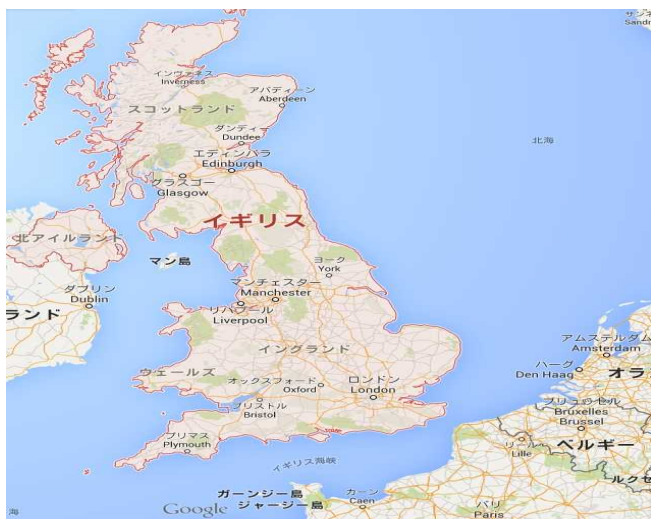 サンネ
Sandn
インヴァネス
Inverness
アバディーン
Aberdeen
スコットランド
ダンディー
Dundee
北海
エディンバラ
Edinburgh
グラスゴー
Glasgow
イギリス
北アイルランド
マン島
ヨーク
York
ダブリン
Dublin
ランド
マンチェスター
Manchester
リバプール
Liverpool
イングランド
アムステルダム
Amsterdam
ハーグ
Den Haag
オラ
ウェールズ
オックスフォード
Oxford
ロンドン
London
ブリストル
Bristol
ブリュッセル
Bruxelles
Brussel
プリマス
Plymouth
リール
Lille
ベルギー
イギリス海峡
ルクセ
ガーンジー島
ジャージー島
カーン
Caen
パリ
Paris
海
Google